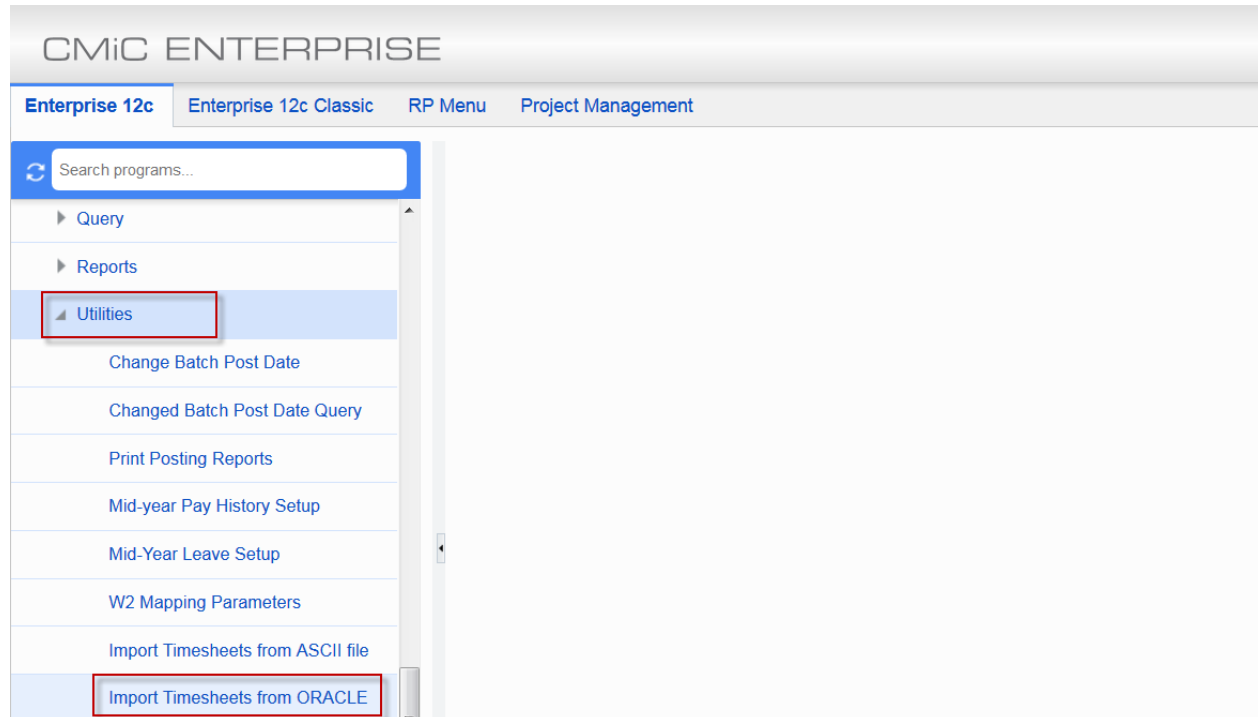 CMiC ENTERPRISE
Enterprise 12c Enterprise 12c Classic RP Menu Project Management
Search programs...
Query
Reports
Utilities
Change Batch Post Date
Changed Batch Post Date Query
Print Posting Reports
Mid-year Pay History Setup
Mid-Year Leave Setup
W2 Mapping Parameters
Import Timesheets from ASCII file
Import Timesheets from ORACLE